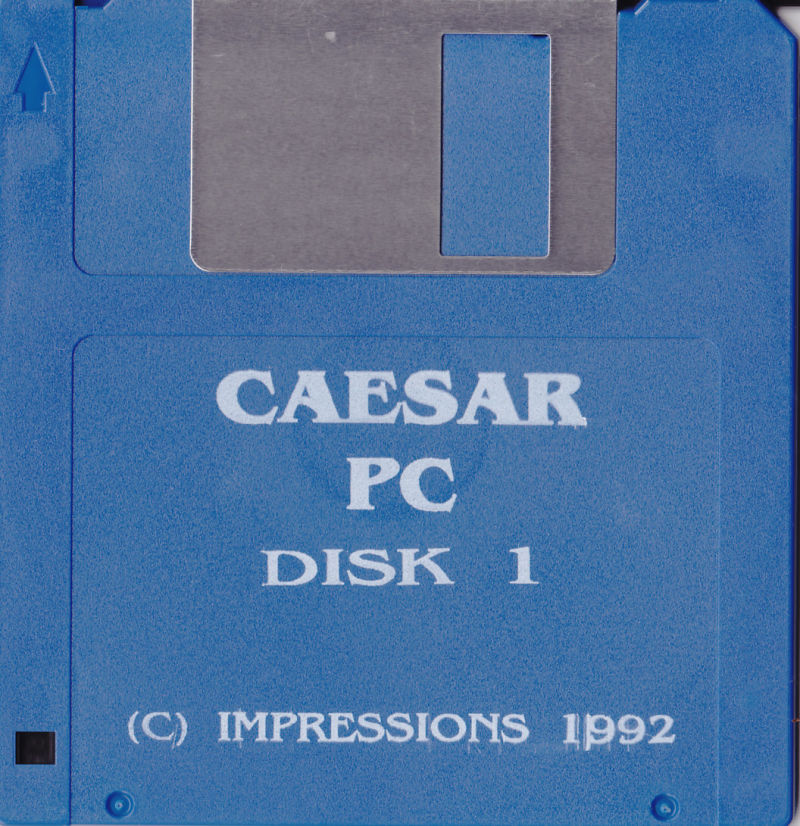 CAESAR
PC
DISK 1
(C) IMPRESSIONS 1992